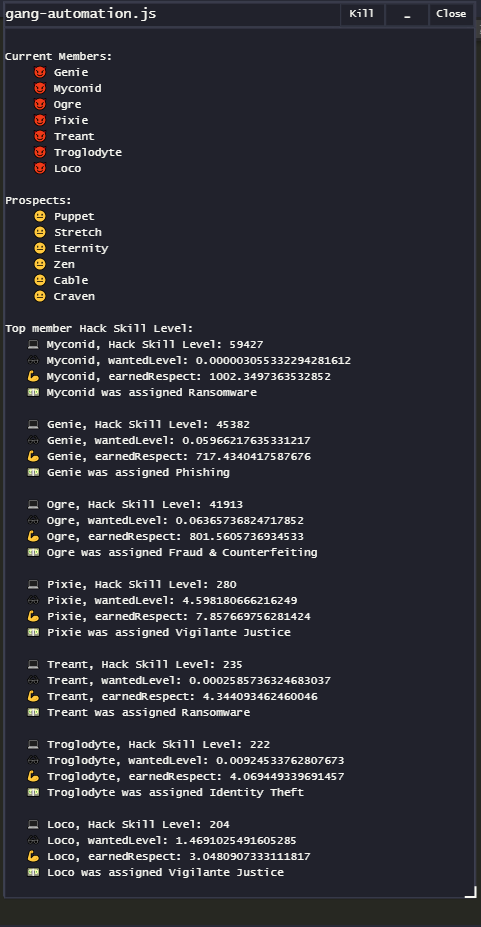 gang-automation.js
Kill
_
Close
Current Members:
Genie
Myconid
Ogre
Pixie
Treant
Troglodyte
Loco
Prospects:
Puppet
Stretch
Eternity
Zen
Cable
Craven
Top member Hack Skill Level:
Myconid, Hack Skill Level: 59427
Myconid, wantedLevel: 0.000003055332294281612
Myconid, earnedRespect: 1002.3497363532852
Myconid was assigned Ransomware
Genie, Hack Skill Level: 45382
Genie, wantedLevel: 0.05966217635331217
Genie, earnedRespect: 717.4340417587676
Genie was assigned Phishing
Ogre, Hack Skill Level: 41913
Ogre, wantedLevel: 0.06365736824717852
Ogre, earnedRespect: 801.5605736934533
Ogre was assigned Fraud & Counterfeiting
Pixie, Hack Skill Level: 280
Pixie, wantedLevel: 4.598180666216249
Pixie, earnedRespect: 7.857669756281424
Pixie was assigned Vigilante Justice
Treant, Hack Skill Level: 235
Treant, wantedLevel: 0.0002585736324683037
Treant, earnedRespect: 4.344093462460046
Treant was assigned Ransomware
Troglodyte, Hack Skill Level: 222
Troglodyte, wantedLevel: 0.00924533762807673
Troglodyte, earnedRespect: 4.069449339691457
Troglodyte was assigned Identity Theft
Loco, Hack Skill Level: 204
Loco, wantedLevel: 1.4691025491605285
Loco, earnedRespect: 3.0480907333111817
Loco was assigned Vigilante Justice